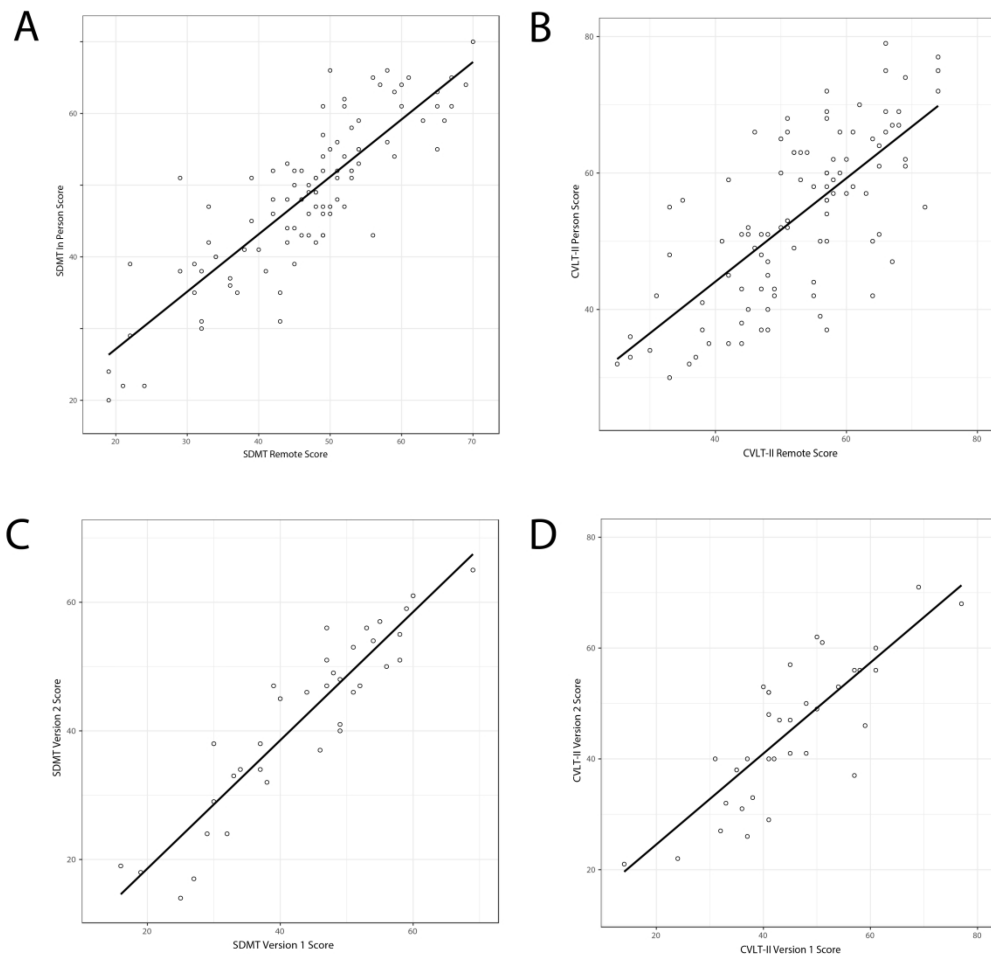 A
SDMT In Person Score
60
40
20
20 30 40 50 60 70
SDMT Remote Score
B
CVLT-II Person Score
80
60
40
40 60 80
CVLT-II Remote Score
C
SDMT Version 2 Score
60
40
20
20 40 60
SDMT Version 1 Score
D
CVLT-II Version 2 Score
80
60
40
20
20 40 60 80
CVLT-II Version 1 Score